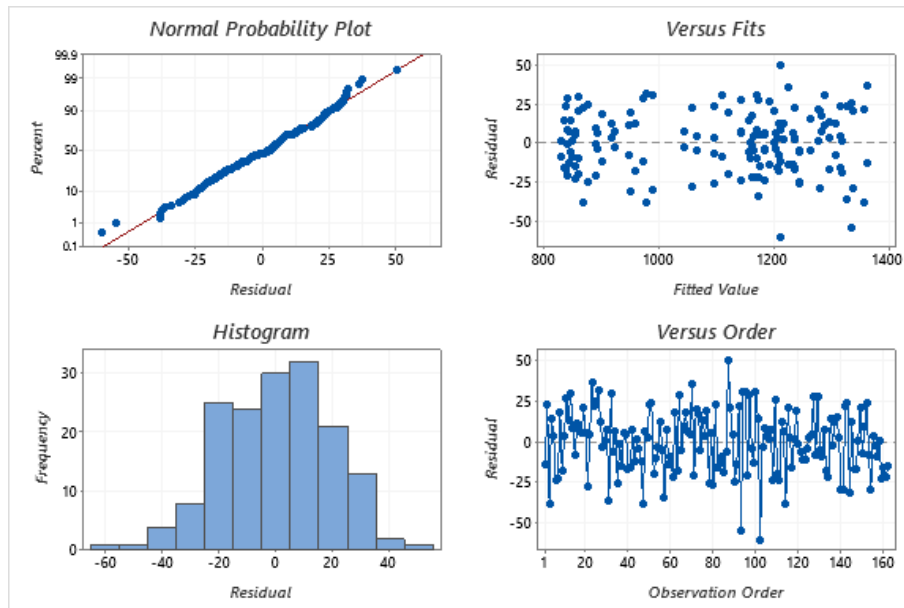 Normal Probability Plot
99.9
99
90
50
10
1
0.1
Percent
-50 -25 0 25 50
Residual
Versus Fits
50
25
0
-25
-50
Residual
800 1000 1200 1400
Fitted Value
Histogram
30
20
10
0
Frequency
-60 -40 -20 0 20 40
Residual
Versus Order
50
25
0
-25
-50
Residual
1 20 40 60 80 100 120 140 160
Observation Order